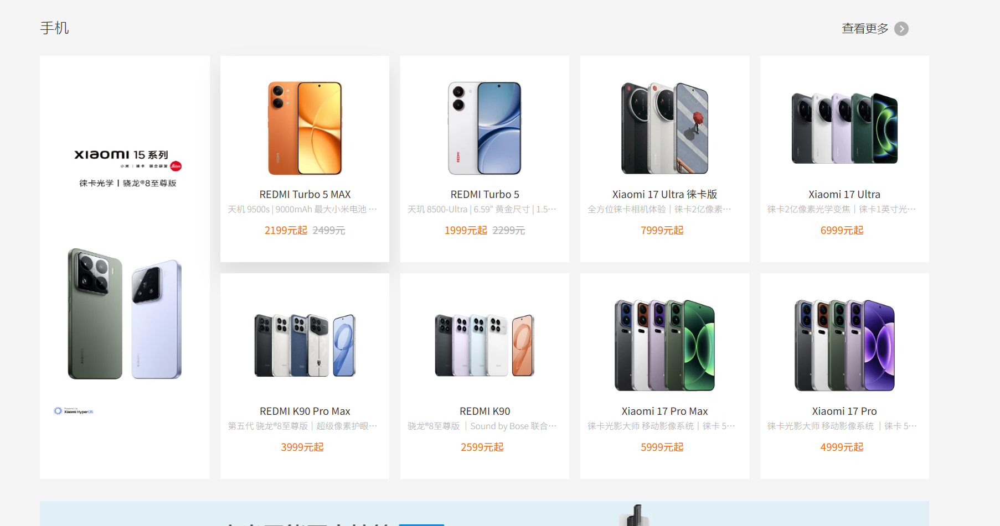 手机
查看更多
xiaomi 15 系列
小米 | 徕卡 联合研发 Leica
徕卡光学 | 骁龙®8至尊版
Powered by
Xiaomi HyperOS
REDMI Turbo 5 MAX
天机 9500s | 9000mAh 最大小米电池 ···
2199元起 2499元
REDMI
REDMI Turbo 5
天玑 8500-Ultra | 6.59" 黄金尺寸 | 1.5···
1999元起 2299元
Xiaomi 17 Ultra 徕卡版
全方位徕卡相机体验｜徕卡2亿像素···
7999元起
Xiaomi 17 Ultra
徕卡2亿像素光学变焦｜徕卡1英寸光···
6999元起
REDMI K90 Pro Max
第五代 骁龙®8至尊版｜超级像素护眼···
3999元起
REDMI K90
骁龙®8至尊版 ｜Sound by Bose 联合···
2599元起
Xiaomi 17 Pro Max
徕卡光影大师 移动影像系统｜徕卡 5···
5999元起
Xiaomi 17 Pro
徕卡光影大师 移动影像系统 ｜徕卡 5···
4999元起